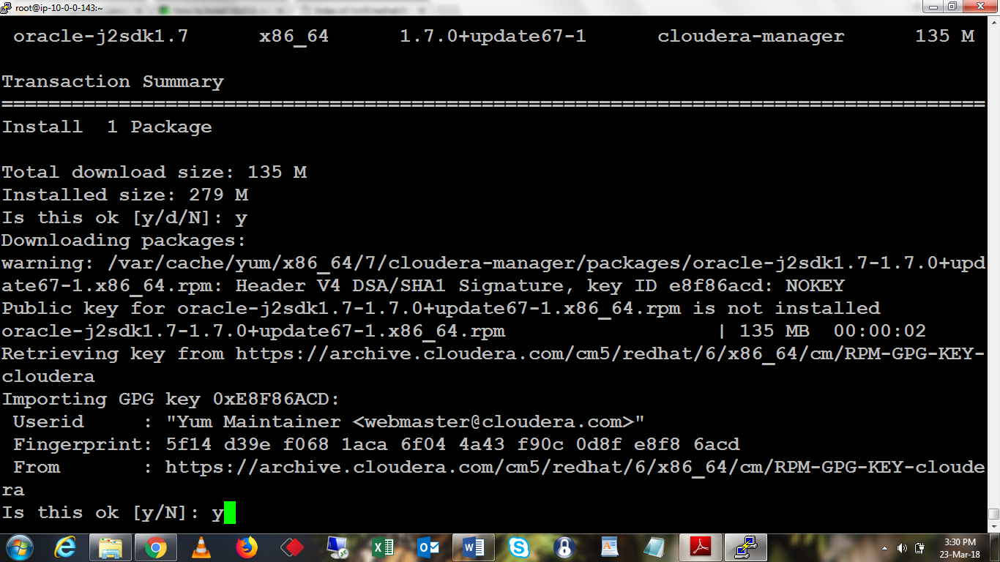 root@ip-10-0-0-143:~
oracle-j2sdk1.7 x86_64 1.7.0+update67-1 cloudera-manager 135 M
Transaction Summary
================================================================================
Install 1 Package
Total download size: 135 M
Installed size: 279 M
Is this ok [y/d/N]: y
Downloading packages:
warning: /var/cache/yum/x86_64/7/cloudera-manager/packages/oracle-j2sdk1.7-1.7.0+upd
ate67-1.x86_64.rpm: Header V4 DSA/SHA1 Signature, key ID e8f86acd: NOKEY
Public key for oracle-j2sdk1.7-1.7.0+update67-1.x86_64.rpm is not installed
oracle-j2sdk1.7-1.7.0+update67-1.x86_64.rpm | 135 MB 00:00:02
Retrieving key from https://archive.cloudera.com/cm5/redhat/6/x86_64/cm/RPM-GPG-KEY-
cloudera
Importing GPG key 0xE8F86ACD:
Userid : "Yum Maintainer <webmaster@cloudera.com>"
Fingerprint: 5f14 d39e f068 1aca 6f04 4a43 f90c 0d8f e8f8 6acd
From : https://archive.cloudera.com/cm5/redhat/6/x86_64/cm/RPM-GPG-KEY-cloude
ra
Is this ok [y/N]: y
3:30 PM
23-Mar-18